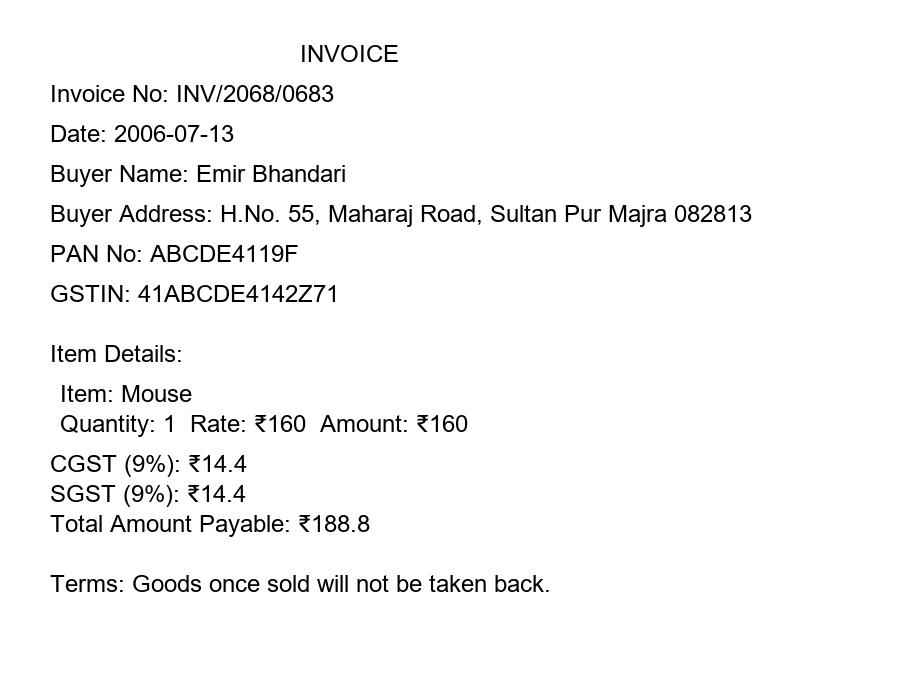 INVOICE
Invoice No: INV/2068/0683
Date: 2006-07-13
Buyer Name: Emir Bhandari
Buyer Address: H.No. 55, Maharaj Road, Sultan Pur Majra 082813
PAN No: ABCDE4119F
GSTIN: 41ABCDE4142Z71
Item Details:
Item: Mouse
Quantity: 1 Rate: ₹160 Amount: ₹160
CGST (9%): ₹14.4
SGST (9%): ₹14.4
Total Amount Payable: ₹188.8
Terms: Goods once sold will not be taken back.